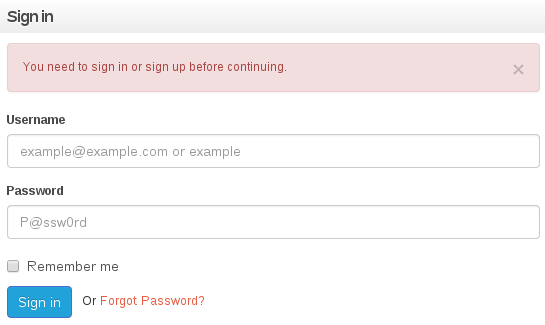 Sign in
You need to sign in or sign up before continuing. ×
Username
example@example.com or example
Password
P@ssw0rd
Remember me
Sign in Or Forgot Password?